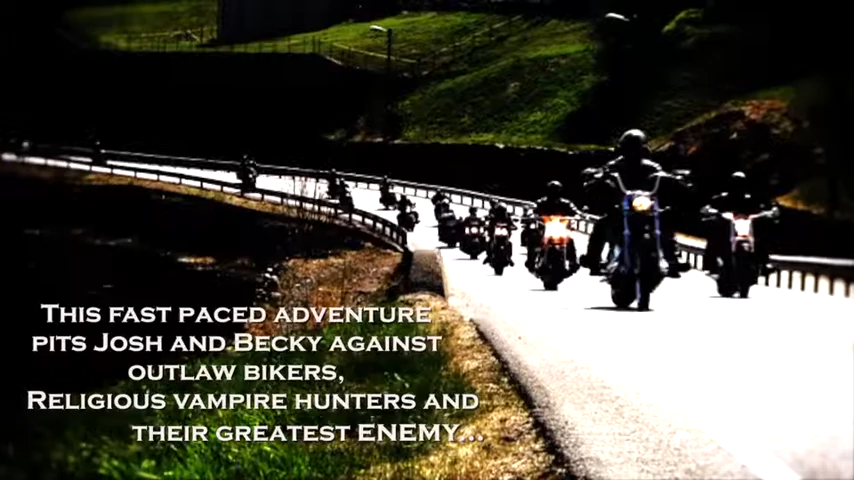 This fast paced adventure
pits Josh and Becky against
outlaw bikers,
Religious vampire hunters and
their greatest ENEMY...